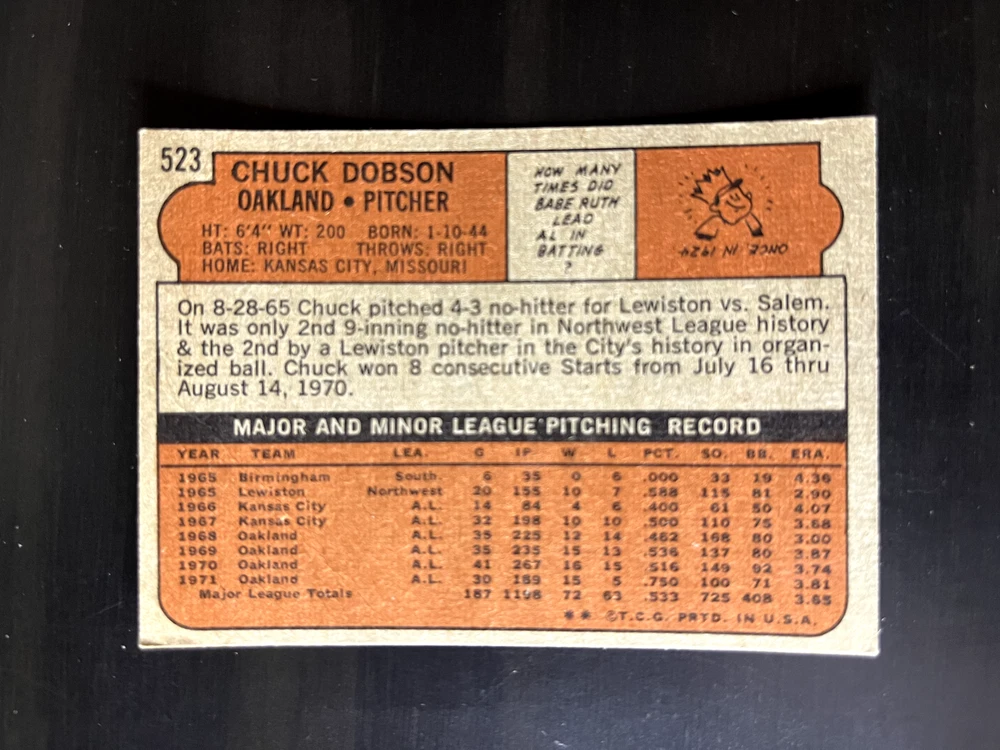 523
CHUCK DOBSON
OAKLAND • PITCHER
HT: 6'4" WT: 200 BORN: 1-10-44
BATS: RIGHT THROWS: RIGHT
HOME: KANSAS CITY, MISSOURI
HOW MANY
TIMES DID
BABE RUTH
LEAD
AL IN
BATTING
?
ONCE IN 1924
On 8-28-65 Chuck pitched 4-3 no-hitter for Lewiston vs. Salem.
It was only 2nd 9-inning no-hitter in Northwest League history
& the 2nd by a Lewiston pitcher in the City's history in organ-
ized ball. Chuck won 8 consecutive Starts from July 16 thru
August 14, 1970.
MAJOR AND MINOR LEAGUE PITCHING RECORD
YEAR TEAM LEA. G IP W L PCT. SO. BB. ERA.
1965 Birmingham South. 6 35 0 6 .000 33 19 4.36
1965 Lewiston Northwest 20 155 10 7 .588 115 81 2.90
1966 Kansas City A.L. 14 84 4 6 .400 61 50 4.07
1967 Kansas City A.L. 32 198 10 10 .500 110 75 3.68
1968 Oakland A.L. 35 225 12 14 .462 168 80 3.00
1969 Oakland A.L. 35 235 15 13 .536 137 80 3.87
1970 Oakland A.L. 41 267 16 15 .516 149 92 3.74
1971 Oakland A.L. 30 189 15 5 .750 100 71 3.81
Major League Totals 187 1198 72 63 .533 725 408 3.65
** ©T.C.G. PRTD. IN U.S.A.